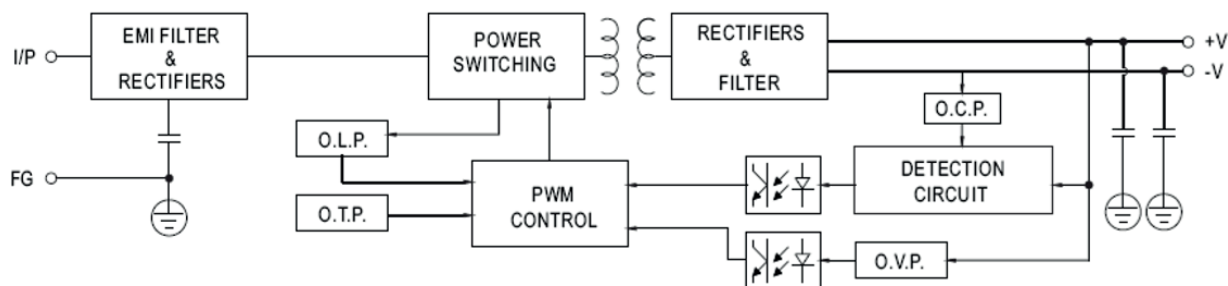 I/P
EMI FILTER
&
RECTIFIERS
POWER
SWITCHING
RECTIFIERS
&
FILTER
+V
-V
O.C.P.
O.L.P.
FG
PWM
CONTROL
DETECTION
CIRCUIT
O.T.P.
O.V.P.